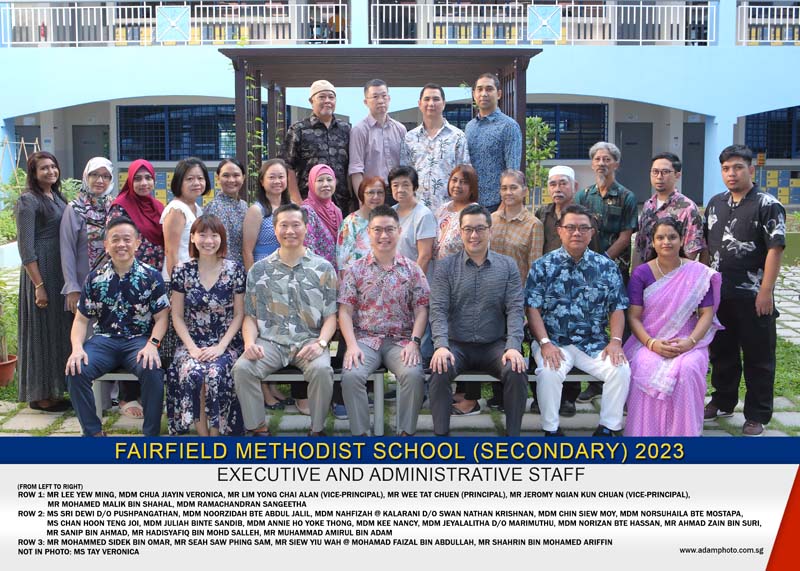 FAIRFIELD METHODIST SCHOOL (SECONDARY) 2023
EXECUTIVE AND ADMINISTRATIVE STAFF
(FROM LEFT TO RIGHT)
ROW 1: MR LEE YEW MING, MDM CHUA JIAYIN VERONICA, MR LIM YONG CHAI ALAN (VICE-PRINCIPAL), MR WEE TAT CHUEN (PRINCIPAL), MR JEROMY NGIAN KUN CHUAN (VICE-PRINCIPAL),
MR MOHAMED MALIK BIN SHAHAL, MDM RAMACHANDRAN SANGEETHA
ROW 2: MS SRI DEWI D/O PUSHPANGATHAN, MDM NOORZIDAH BTE ABDUL JALIL, MDM NAHFIZAH @ KALARANI D/O SWAN NATHAN KRISHNAN, MDM CHIN SIEW MOY, MDM NORSUHAILA BTE MOSTAPA,
MS CHAN HOON TENG JOI, MDM JULIAH BINTE SANDIB, MDM ANNIE HO YOKE THONG, MDM KEE NANCY, MDM JEYALALITHA D/O MARIMUTHU, MDM NORIZAN BTE HASSAN, MR AHMAD ZAIN BIN SURI,
MR SANIP BIN AHMAD, MR HADISYAFIQ BIN MOHD SALLEH, MR MUHAMMAD AMIRUL BIN ADAM
ROW 3: MR MOHAMMED SIDEK BIN OMAR, MR SEAH SAW PHING SAM, MR SIEW YIU WAH @ MOHAMAD FAIZAL BIN ABDULLAH, MR SHAHRIN BIN MOHAMED ARIFFIN
NOT IN PHOTO: MS TAY VERONICA
www.adamphoto.com.sg